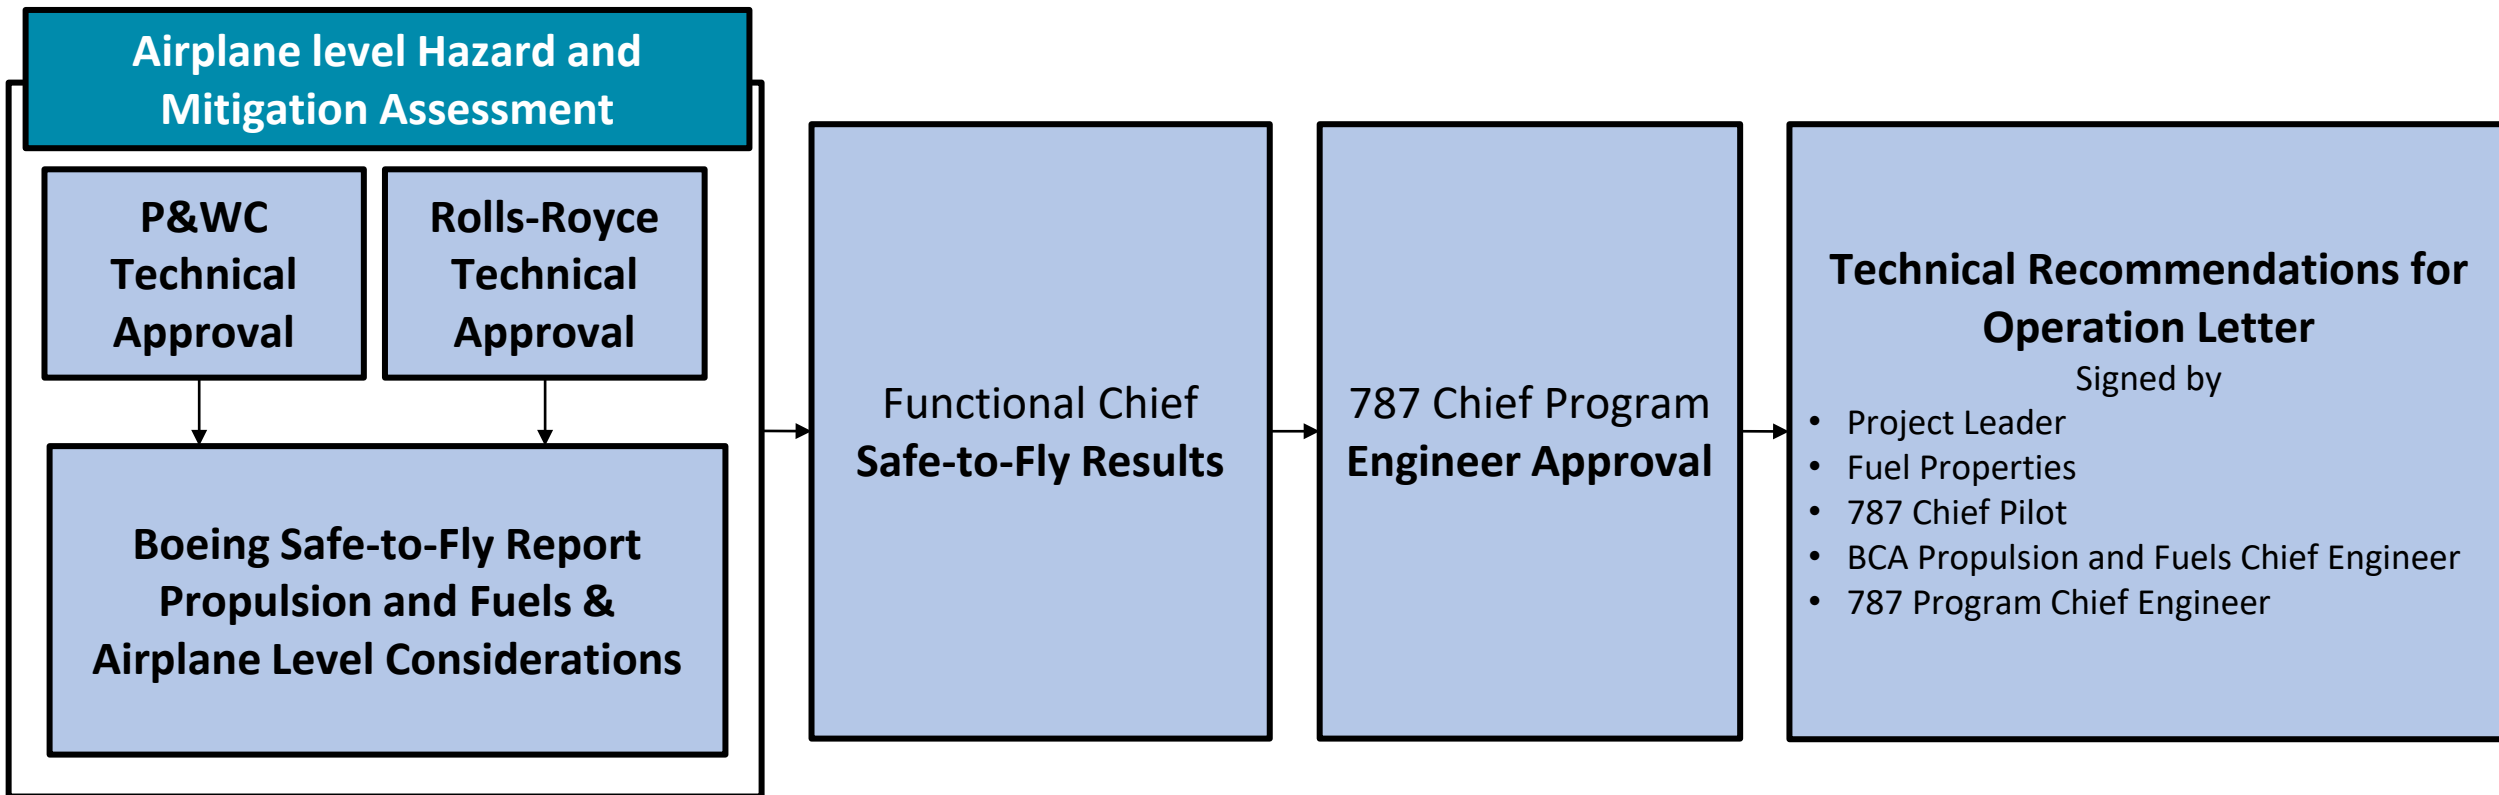 Airplane level Hazard and
Mitigation Assessment
P&WC
Technical
Approval
Rolls-Royce
Technical
Approval
Boeing Safe-to-Fly Report
Propulsion and Fuels &
Airplane Level Considerations
Functional Chief
Safe-to-Fly Results
787 Chief Program
Engineer Approval
Technical Recommendations for
Operation Letter
Signed by
• Project Leader
• Fuel Properties
• 787 Chief Pilot
• BCA Propulsion and Fuels Chief Engineer
• 787 Program Chief Engineer